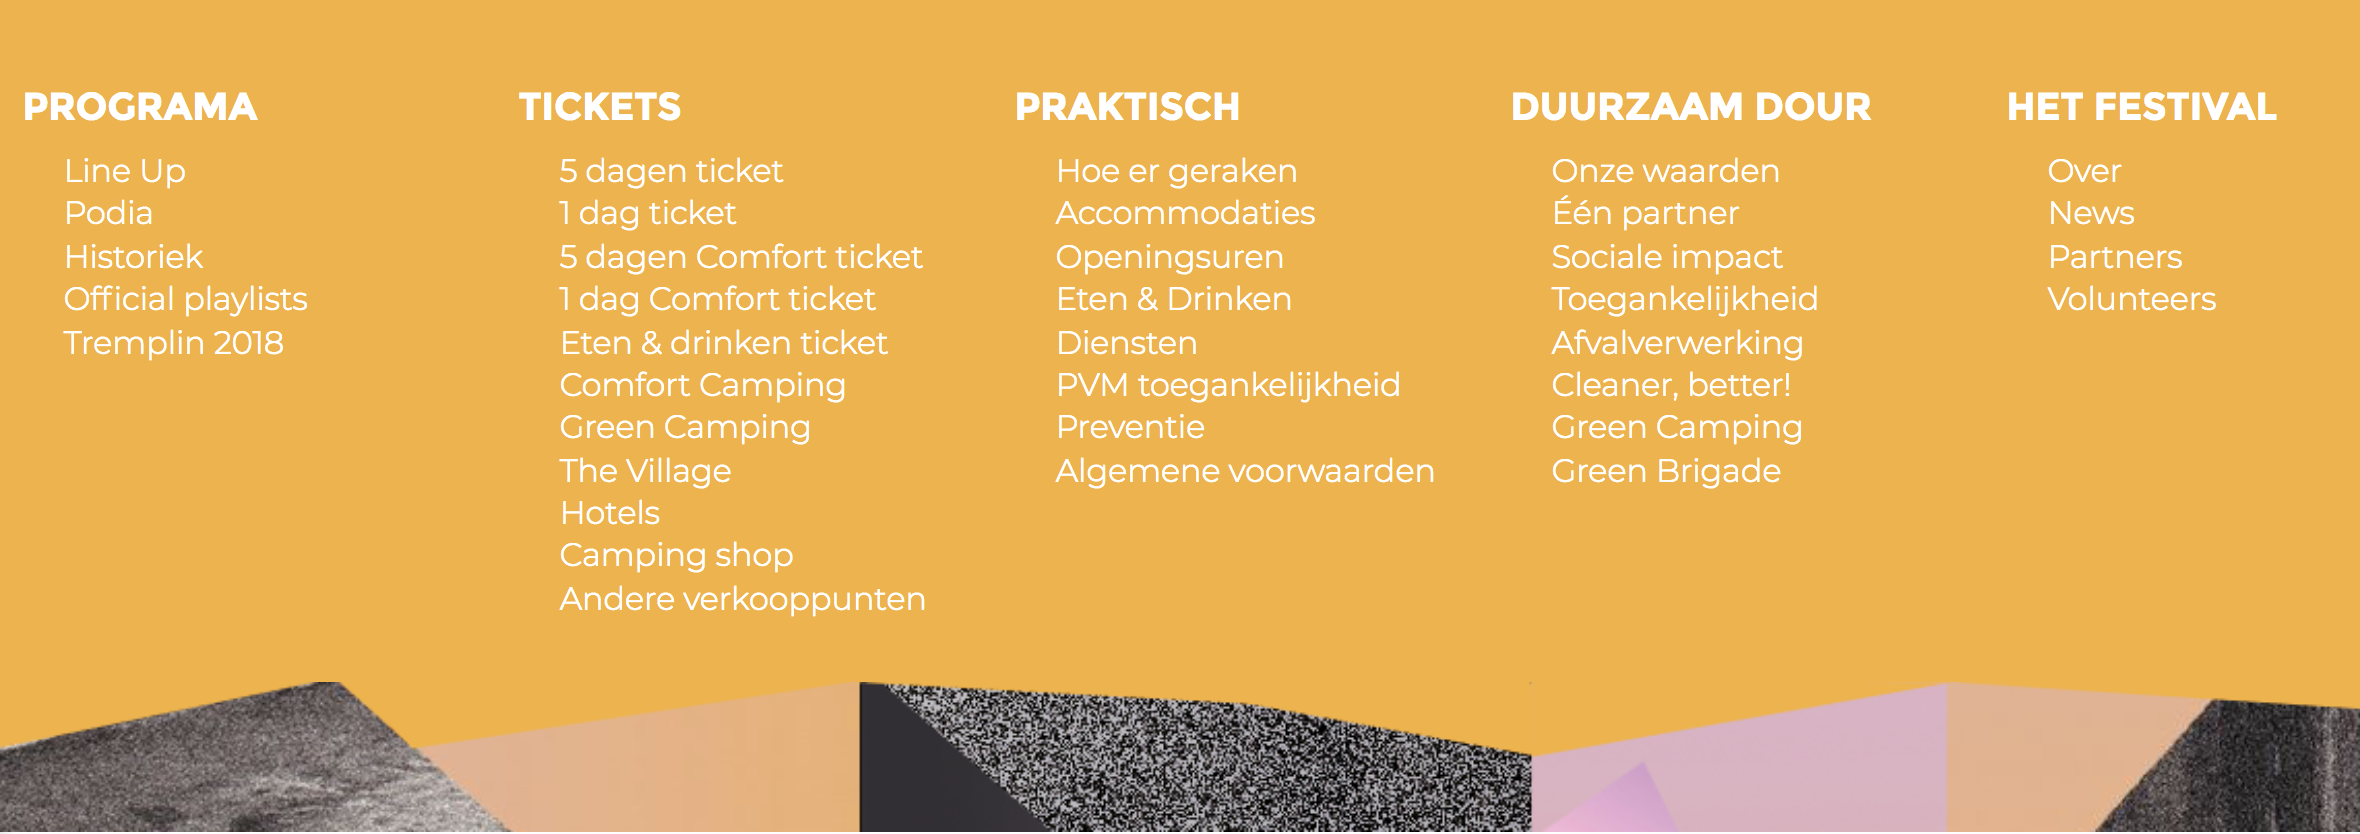 PROGRAMA
Line Up
Podia
Historiek
Official playlists
Tremplin 2018
TICKETS
5 dagen ticket
1 dag ticket
5 dagen Comfort ticket
1 dag Comfort ticket
Eten & drinken ticket
Comfort Camping
Green Camping
The Village
Hotels
Camping shop
Andere verkooppunten
PRAKTISCH
Hoe er geraken
Accommodaties
Openingsuren
Eten & Drinken
Diensten
PVM toegankelijkheid
Preventie
Algemene voorwaarden
DUURZAAM DOUR
Onze waarden
Één partner
Sociale impact
Toegankelijkheid
Afvalverwerking
Cleaner, better!
Green Camping
Green Brigade
HET FESTIVAL
Over
News
Partners
Volunteers